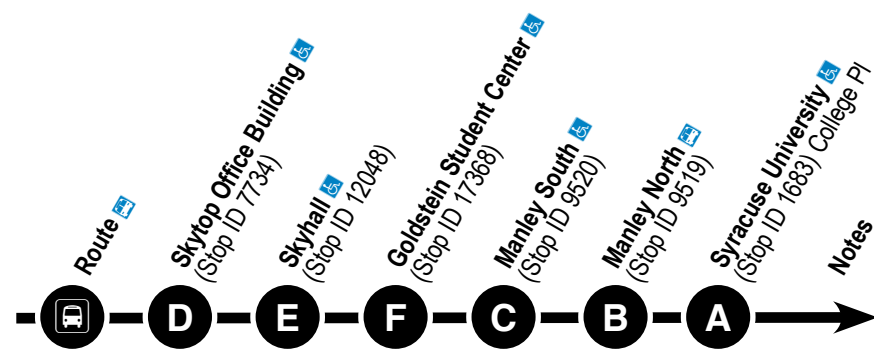 Route
Skytop Office Building
(Stop ID 7734)
Skyhall
(Stop ID 12048)
Goldstein Student Center
(Stop ID 17368)
Manley South
(Stop ID 9520)
Manley North
(Stop ID 9519)
Syracuse University
(Stop ID 1683) College Pl
Notes
D
E
F
C
B
A